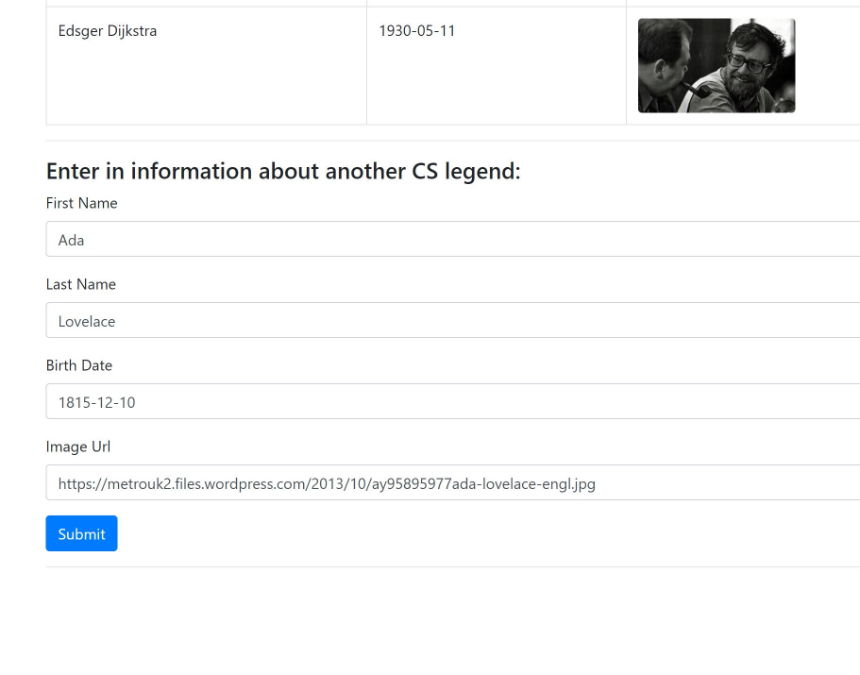 Edsger Dijkstra 1930-05-11
Enter in information about another CS legend:
First Name
Ada
Last Name
Lovelace
Birth Date
1815-12-10
Image Url
https://metrouk2.files.wordpress.com/2013/10/ay95895977ada-lovelace-engl.jpg
Submit